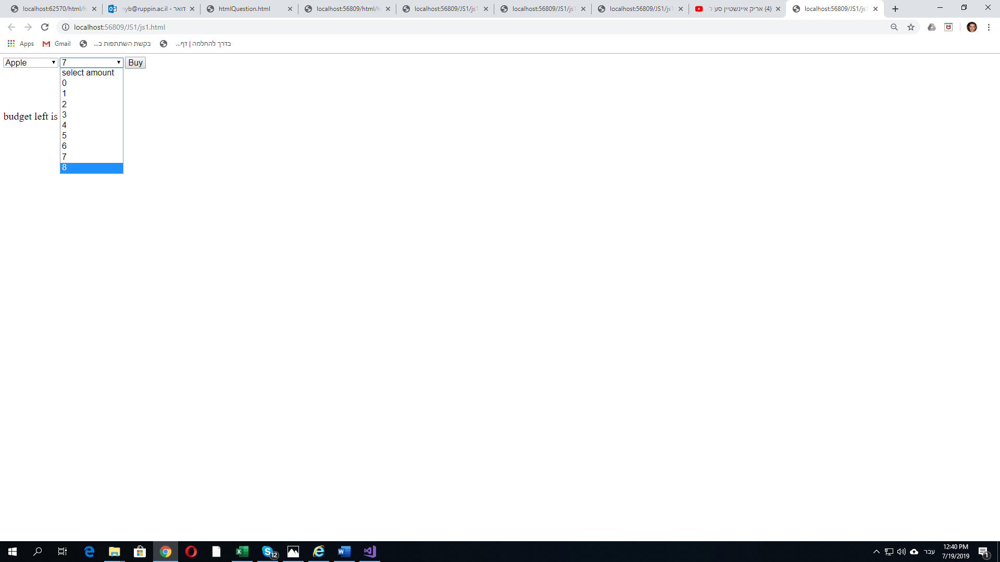 localhost:62570/html/h
nyb@ruppin.ac.il - דואר
htmlQuestion.html
localhost:56809/html/h
localhost:56809/JS1/js1
localhost:56809/JS1/js1
localhost:56809/JS1/js1
(4) אריק איינשטיין סע ל
localhost:56809/JS1/js1
localhost:56809/JS1/js1.html
Apps
Gmail
בקשת השתתפות ב...
בדרך להחלמה | דף...
Apple
7
Buy
select amount
0
1
2
3
budget left is
4
5
6
7
8
12
עבר
12:40 PM
7/19/2019
1